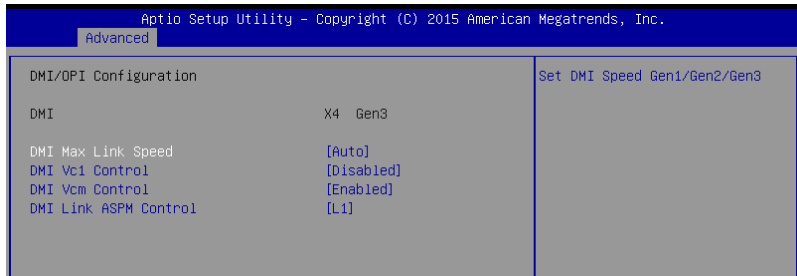 Aptio Setup Utility – Copyright (C) 2015 American Megatrends, Inc.
Advanced
DMI/OPI Configuration
Set DMI Speed Gen1/Gen2/Gen3
DMI X4 Gen3
DMI Max Link Speed [Auto]
DMI Vc1 Control [Disabled]
DMI Vcm Control [Enabled]
DMI Link ASPM Control [L1]